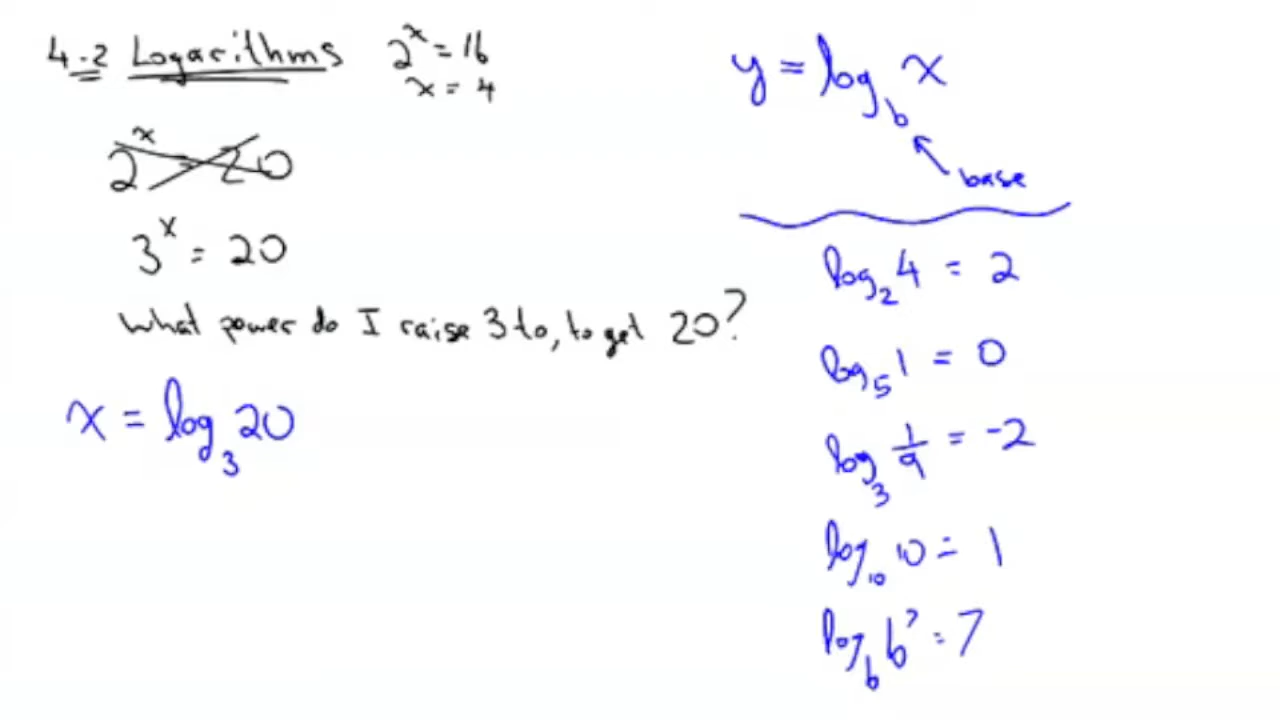 4-2 Logarithms
2^x = 16
x = 4
2^x = 20
3^x = 20
What power do I raise 3 to, to get 20?
x = log_3 20
y = log_b x
base
log_2 4 = 2
log_5 1 = 0
log_3 1/9 = -2
log_10 10 = 1
log_b b^7 = 7